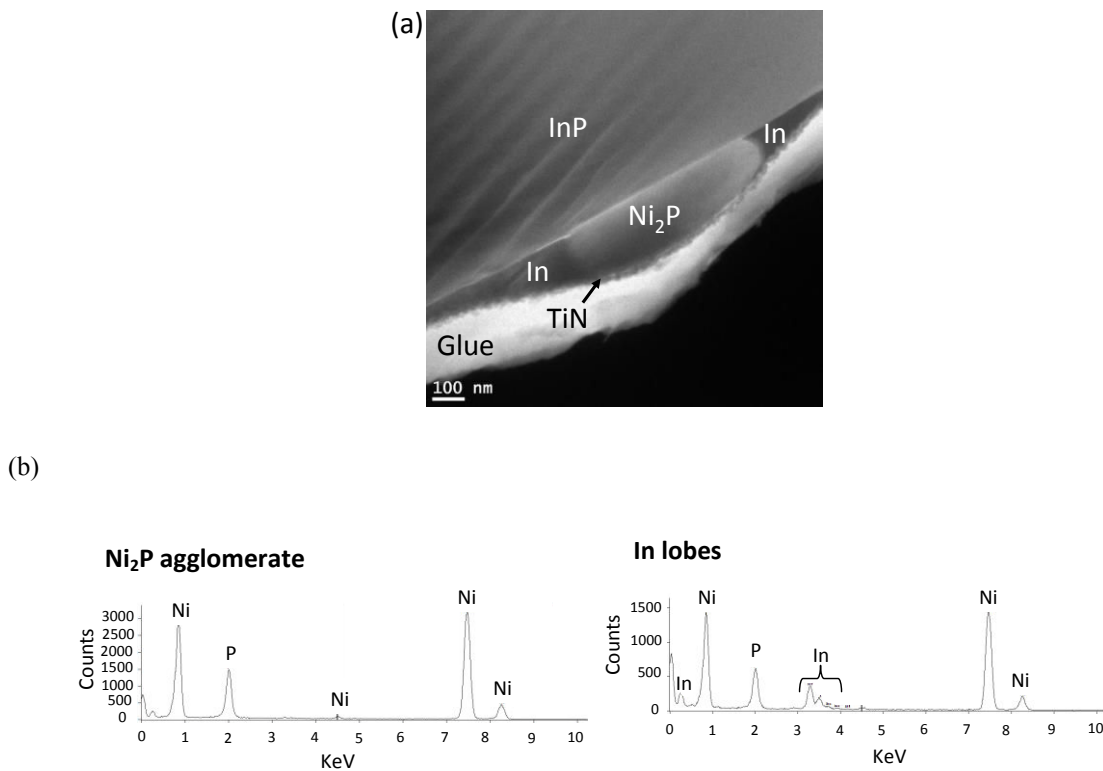 (a)
InP
In
Ni₂P
In
TiN
Glue
100 nm
(b)
Ni₂P agglomerate
Counts
3000
2500
2000
1500
1000
500
0
Ni
P
Ni
Ni
Ni
0 1 2 3 4 5 6 7 8 9 10
KeV
In lobes
Counts
1500
1000
500
0
In
Ni
P
In
Ni
Ni
0 1 2 3 4 5 6 7 8 9 10
KeV